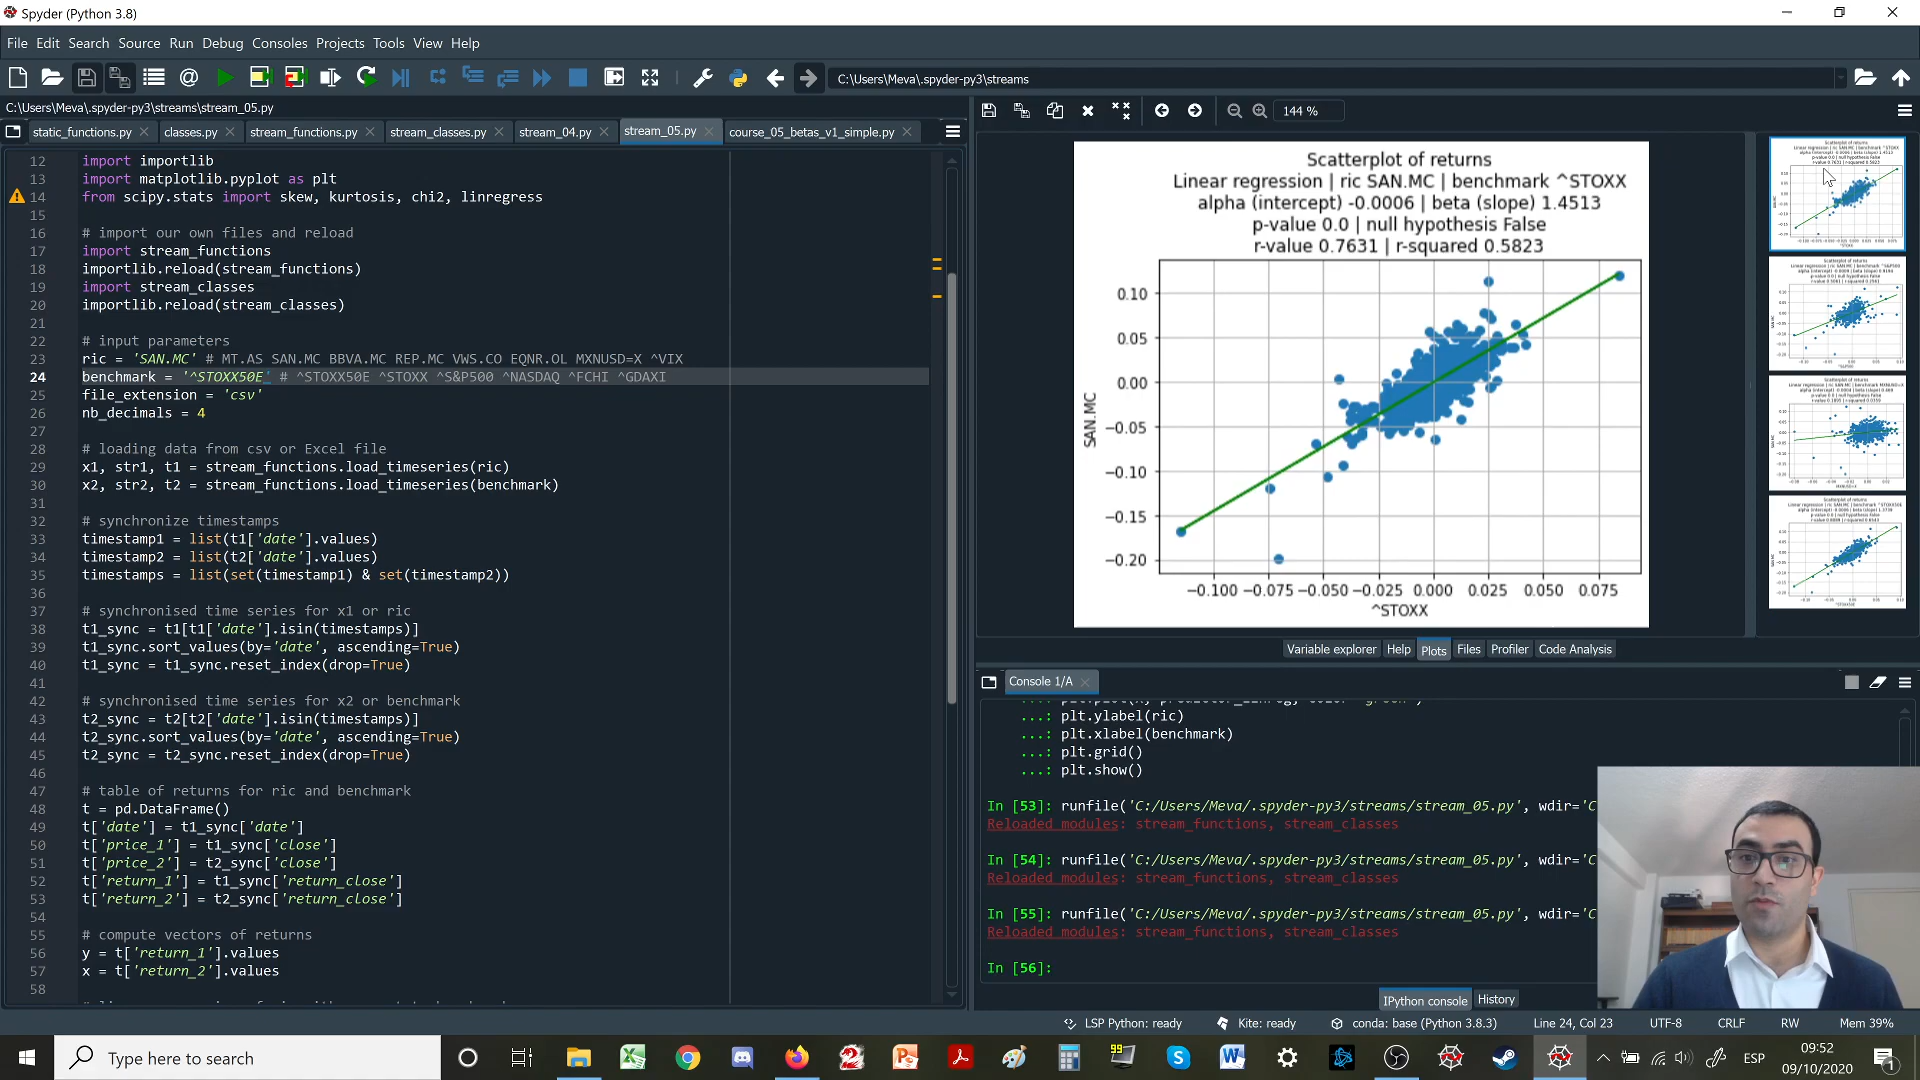 Spyder (Python 3.8)
File Edit Search Source Run Debug Consoles Projects Tools View Help
C:\Users\Meva\.spyder-py3\streams
C:\Users\Meva\.spyder-py3\streams\stream_05.py
static_functions.py classes.py stream_functions.py stream_classes.py stream_04.py stream_05.py course_05_betas_v1_simple.py
144 %
12 import importlib
13 import matplotlib.pyplot as plt
14 from scipy.stats import skew, kurtosis, chi2, linregress
15
16 # import our own files and reload
17 import stream_functions
18 importlib.reload(stream_functions)
19 import stream_classes
20 importlib.reload(stream_classes)
21
22 # input parameters
23 ric = 'SAN.MC' # MT.AS SAN.MC BBVA.MC REP.MC VWS.CO EQNR.OL MXNUSD=X ^VIX
24 benchmark = '^STOXX50E' # ^STOXX50E ^STOXX ^S&P500 ^NASDAQ ^FCHI ^GDAXI
25 file_extension = 'csv'
26 nb_decimals = 4
27
28 # loading data from csv or Excel file
29 x1, str1, t1 = stream_functions.load_timeseries(ric)
30 x2, str2, t2 = stream_functions.load_timeseries(benchmark)
31
32 # synchronize timestamps
33 timestamp1 = list(t1['date'].values)
34 timestamp2 = list(t2['date'].values)
35 timestamps = list(set(timestamp1) & set(timestamp2))
36
37 # synchronised time series for x1 or ric
38 t1_sync = t1[t1['date'].isin(timestamps)]
39 t1_sync.sort_values(by='date', ascending=True)
40 t1_sync = t1_sync.reset_index(drop=True)
41
42 # synchronised time series for x2 or benchmark
43 t2_sync = t2[t2['date'].isin(timestamps)]
44 t2_sync.sort_values(by='date', ascending=True)
45 t2_sync = t2_sync.reset_index(drop=True)
46
47 # table of returns for ric and benchmark
48 t = pd.DataFrame()
49 t['date'] = t1_sync['date']
50 t['price_1'] = t1_sync['close']
51 t['price_2'] = t2_sync['close']
52 t['return_1'] = t1_sync['return_close']
53 t['return_2'] = t2_sync['return_close']
54
55 # compute vectors of returns
56 y = t['return_1'].values
57 x = t['return_2'].values
58
Scatterplot of returns
Linear regression | ric SAN.MC | benchmark ^STOXX
alpha (intercept) -0.0006 | beta (slope) 1.4513
p-value 0.0 | null hypothesis False
r-value 0.7631 | r-squared 0.5823
0.10
0.05
0.00
−0.05
−0.10
−0.15
−0.20
SAN.MC
−0.100 −0.075 −0.050 −0.025 0.000 0.025 0.050 0.075
^STOXX
Variable explorer Help Plots Files Profiler Code Analysis
Console 1/A
...: plt.ylabel(ric)
...: plt.xlabel(benchmark)
...: plt.grid()
...: plt.show()
In [53]: runfile('C:/Users/Meva/.spyder-py3/streams/stream_05.py', wdir='C
Reloaded modules: stream_functions, stream_classes
In [54]: runfile('C:/Users/Meva/.spyder-py3/streams/stream_05.py', wdir='C
Reloaded modules: stream_functions, stream_classes
In [55]: runfile('C:/Users/Meva/.spyder-py3/streams/stream_05.py', wdir='C
Reloaded modules: stream_functions, stream_classes
In [56]:
IPython console History
LSP Python: ready Kite: ready conda: base (Python 3.8.3) Line 24, Col 23 UTF-8 CRLF RW Mem 39%
Type here to search
99
ESP
09:52
09/10/2020
1